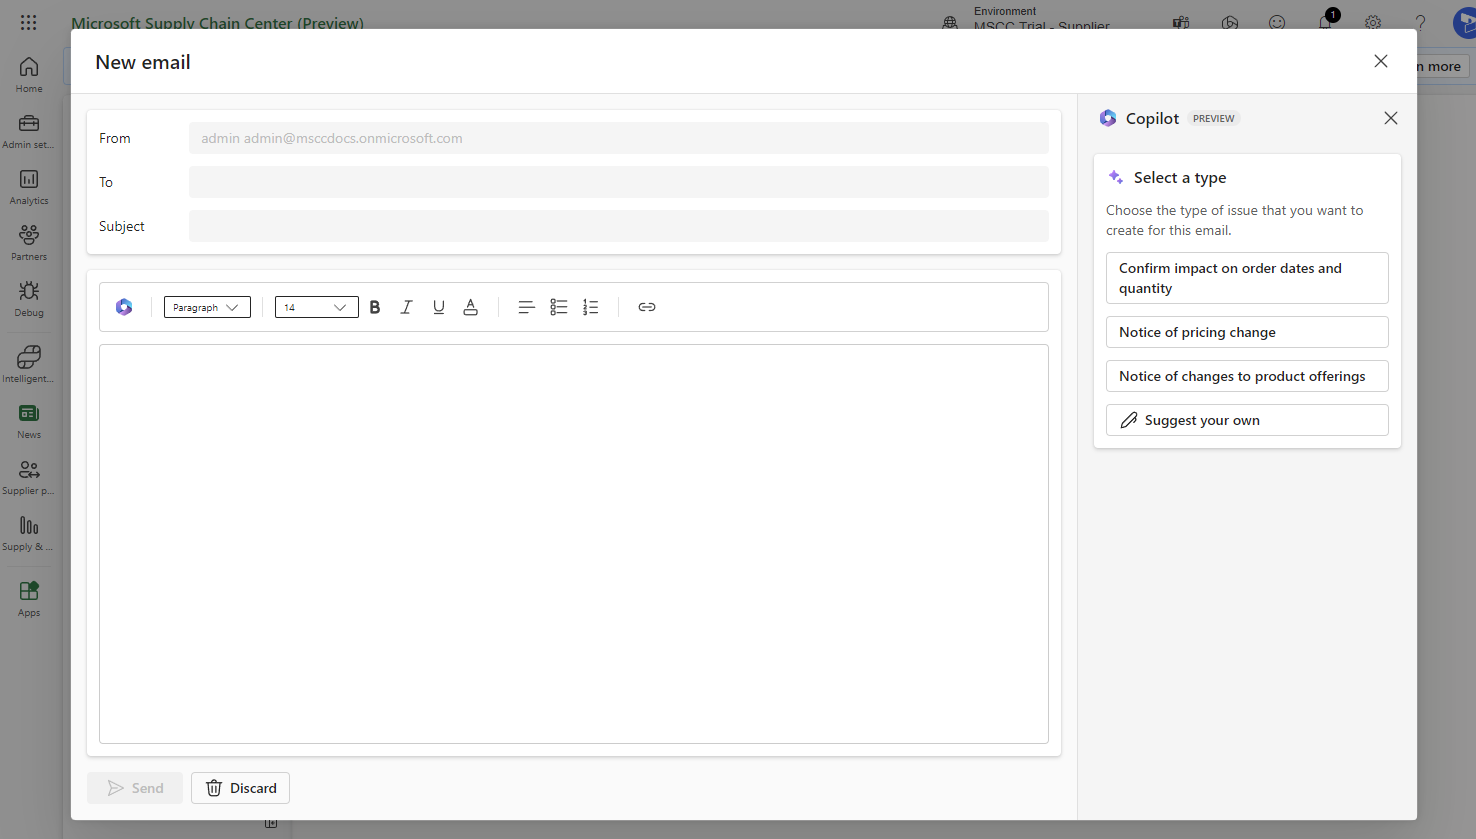 Microsoft Supply Chain Center (Preview)
Environment
MSCC Trial - Supplier
1
?
n more
Home
Admin set...
Analytics
Partners
Debug
Intelligent...
News
Supplier p...
Supply & ...
Apps
New email
From
admin admin@msccdocs.onmicrosoft.com
To
Subject
Paragraph
14
B I U A
Send
Discard
Copilot PREVIEW
Select a type
Choose the type of issue that you want to
create for this email.
Confirm impact on order dates and
quantity
Notice of pricing change
Notice of changes to product offerings
Suggest your own